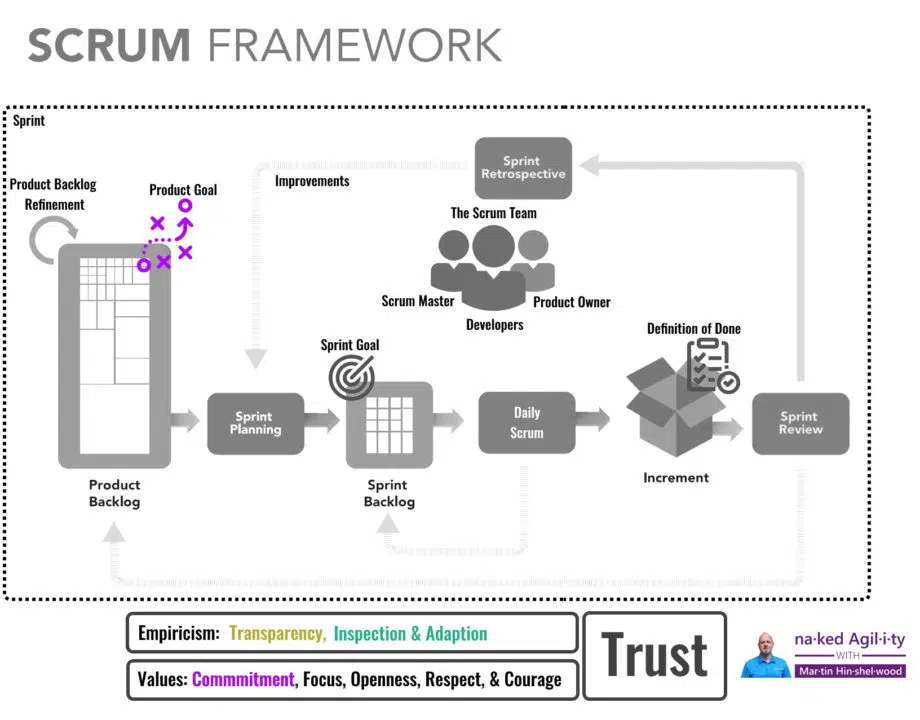 SCRUM FRAMEWORK
Sprint
Sprint
Retrospective
Improvements
Product Backlog
Refinement
Product Goal
The Scrum Team
Scrum Master
Product Owner
Developers
Sprint Goal
Definition of Done
Sprint
Planning
Daily
Scrum
Sprint
Review
Increment
Product
Backlog
Sprint
Backlog
Empiricism: Transparency, Inspection & Adaption
Values: Commmitment, Focus, Openness, Respect, & Courage
Trust
na·ked Agil·i·ty
WITH
Mar·tin Hin·shel·wood